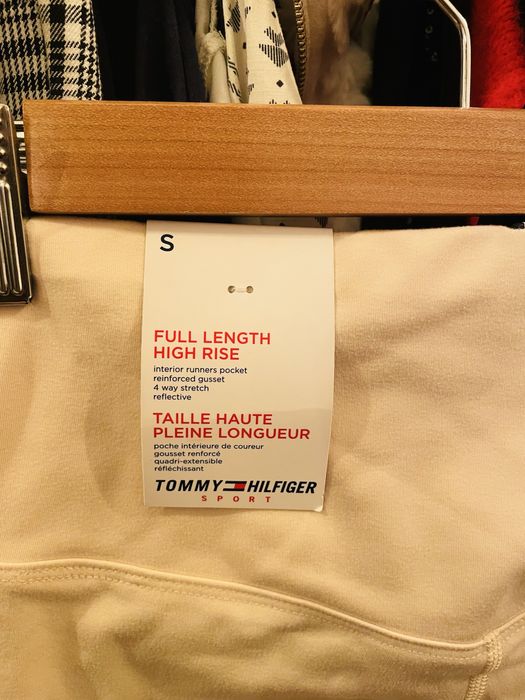 S
FULL LENGTH
HIGH RISE
interior runners pocket
reinforced gusset
4 way stretch
reflective
TAILLE HAUTE
PLEINE LONGUEUR
poche intérieure de coureur
gousset renforcé
quadri-extensible
réfléchissant
TOMMY HILFIGER
SPORT